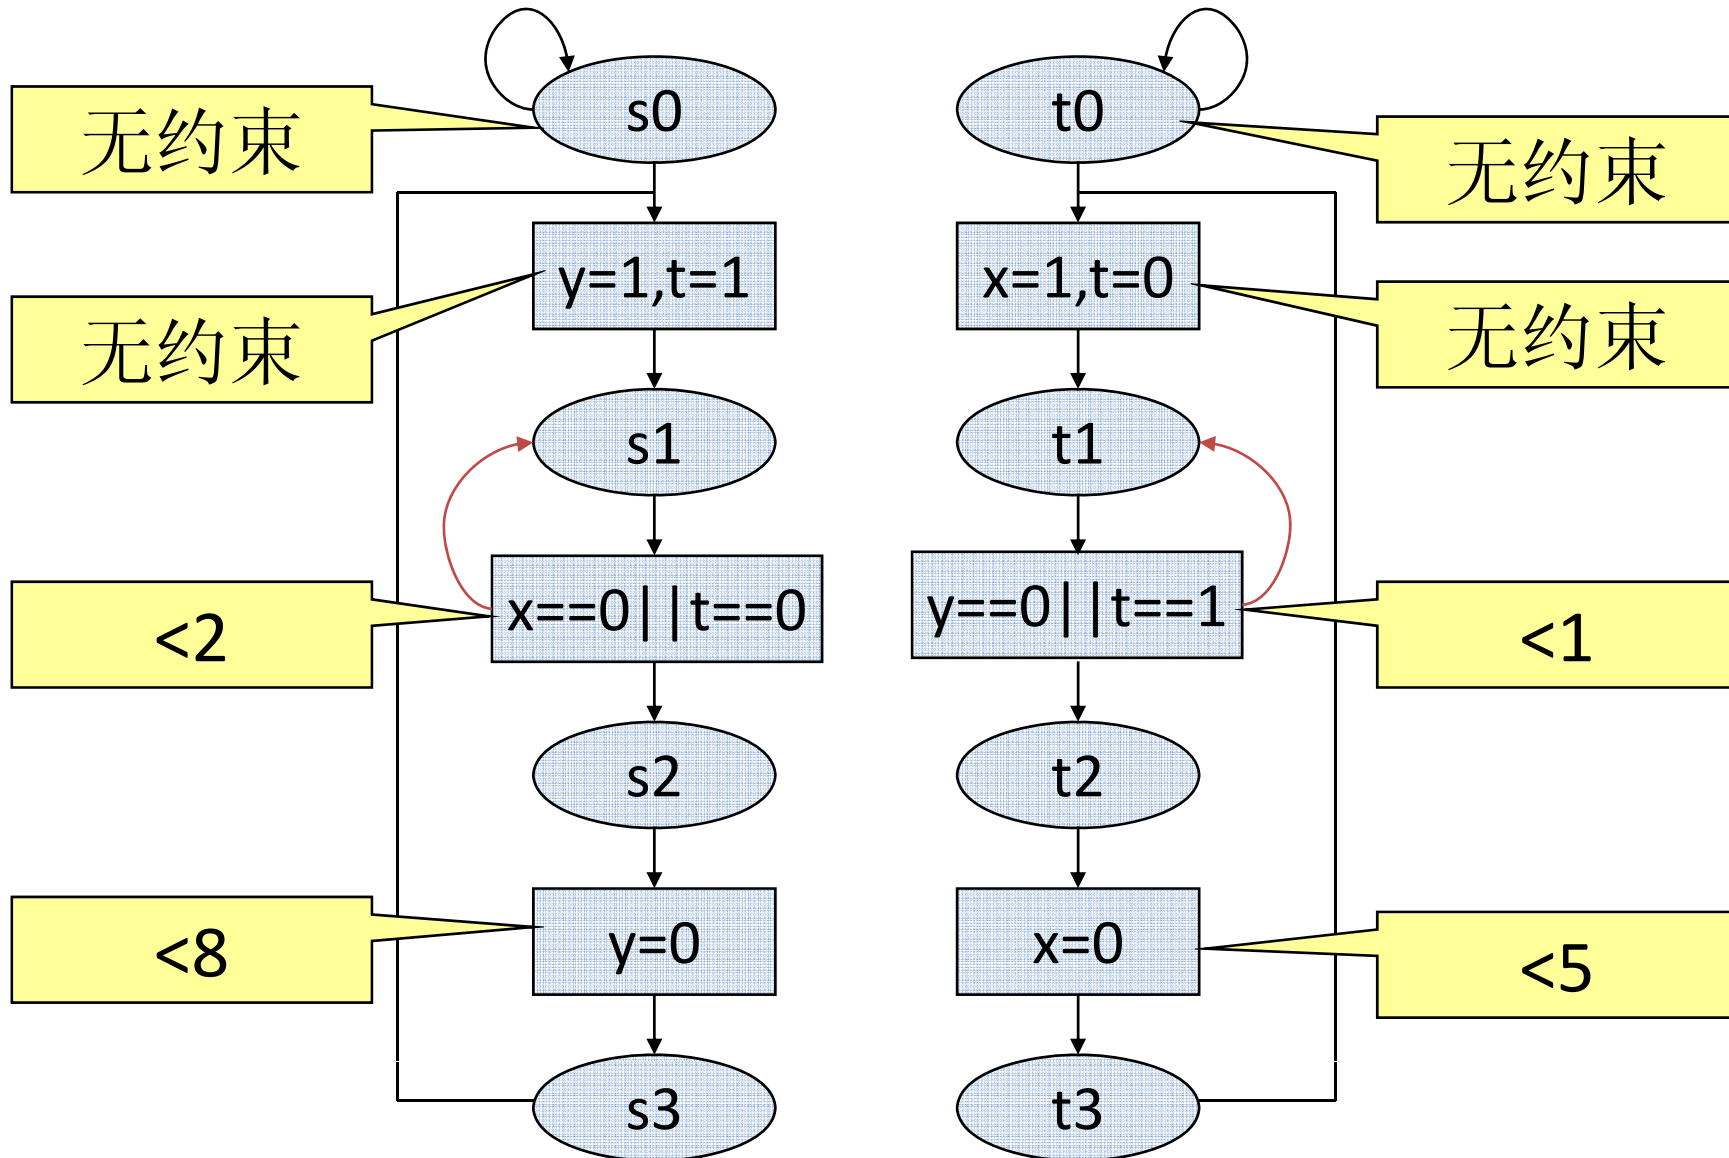 s0
t0
无约束
无约束
y=1,t=1
x=1,t=0
无约束
无约束
s1
t1
x==0||t==0
y==0||t==1
<2
<1
s2
t2
<8
y=0
x=0
<5
s3
t3